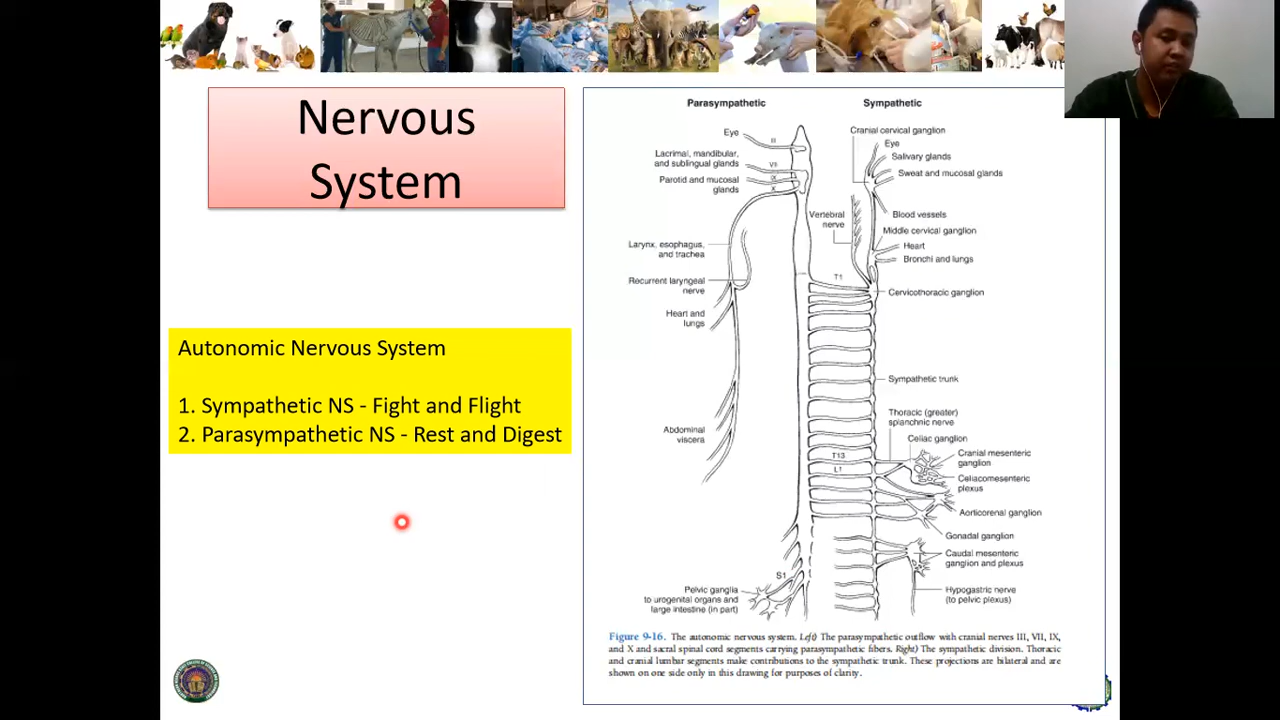 Nervous
System
Autonomic Nervous System
1. Sympathetic NS - Fight and Flight
2. Parasympathetic NS - Rest and Digest
Parasympathetic
Eye
III
Lacrimal, mandibular,
and sublingual glands
VII
Parotid and mucosal
glands
IX
X
Larynx, esophagus,
and trachea
Recurrent laryngeal
nerve
Heart and
lungs
Abdominal
viscera
S1
Pelvic ganglia
to urogenital organs and
large intestine (in part)
Sympathetic
Cranial cervical ganglion
Eye
Salivary glands
Sweat and mucosal glands
Vertebral
nerve
Blood vessels
Middle cervical ganglion
Heart
Bronchi and lungs
T1
Cervicothoracic ganglion
Sympathetic trunk
Thoracic (greater)
splanchnic nerve
Celiac ganglion
T13
L1
Cranial mesenteric
ganglion
Celiacomesenteric
plexus
Aorticorenal ganglion
Gonadal ganglion
Caudal mesenteric
ganglion and plexus
Hypogastric nerve
(to pelvic plexus)
Figure 9-16. The autonomic nervous system. Left) The parasympathetic outflow with cranial nerves III, VII, IX,
and X and sacral spinal cord segments carrying parasympathetic fibers. Right) The sympathetic division. Thoracic
and cranial lumbar segments make contributions to the sympathetic trunk. These projections are bilateral and are
shown on one side only in this drawing for purposes of clarity.